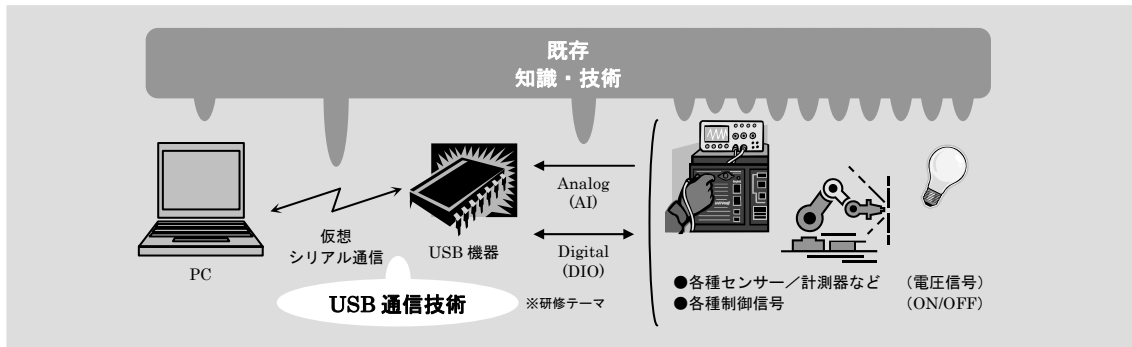 既存
知識・技術
Analog
(AI)
仮想
シリアル通信
USB 機器
Digital
(DIO)
PC
USB 通信技術
※研修テーマ
●各種センサー／計測器など （電圧信号）
●各種制御信号 (ON/OFF)